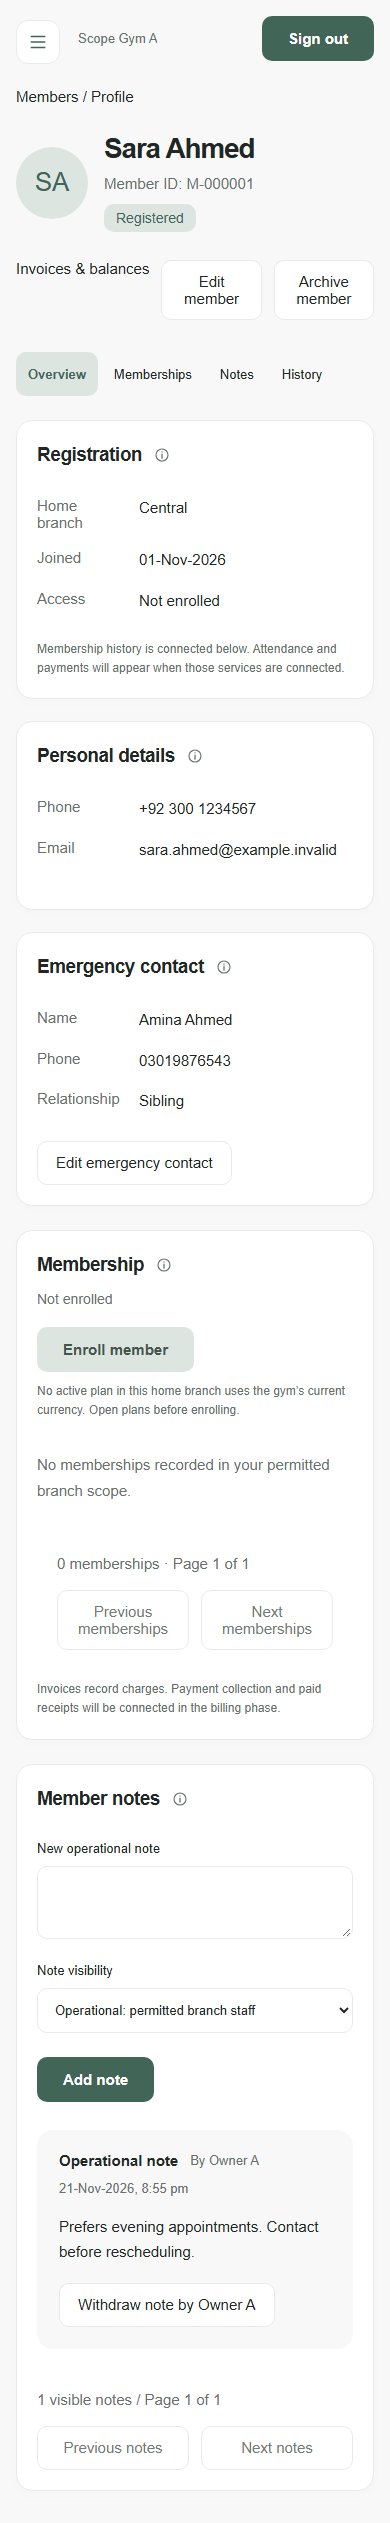 Scope Gym A
Sign out
Members / Profile
SA
Sara Ahmed
Member ID: M-000001
Registered
Invoices & balances
Edit
member
Archive
member
Overview
Memberships
Notes
History
Registration
Home
branch
Central
Joined
01-Nov-2026
Access
Not enrolled
Membership history is connected below. Attendance and
payments will appear when those services are connected.
Personal details
Phone
+92 300 1234567
Email
sara.ahmed@example.invalid
Emergency contact
Name
Amina Ahmed
Phone
03019876543
Relationship
Sibling
Edit emergency contact
Membership
Not enrolled
Enroll member
No active plan in this home branch uses the gym's current
currency. Open plans before enrolling.
No memberships recorded in your permitted
branch scope.
0 memberships · Page 1 of 1
Previous
memberships
Next
memberships
Invoices record charges. Payment collection and paid
receipts will be connected in the billing phase.
Member notes
New operational note
Note visibility
Operational: permitted branch staff
Add note
Operational note By Owner A
21-Nov-2026, 8:55 pm
Prefers evening appointments. Contact
before rescheduling.
Withdraw note by Owner A
1 visible notes / Page 1 of 1
Previous notes
Next notes